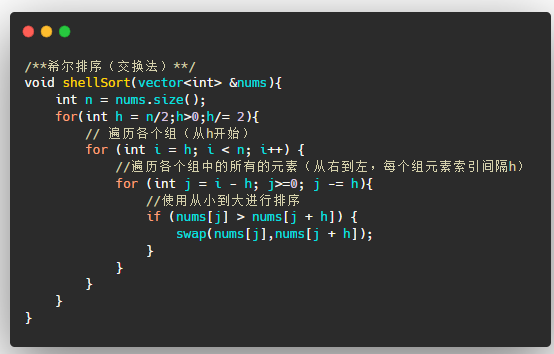 /**希尔排序（交换法）**/
void shellSort(vector<int> &nums){
    int n = nums.size();
    for(int h = n/2;h>0;h/= 2){
        // 遍历各个组（从h开始）
        for (int i = h; i < n; i++) {
            //遍历各个组中的所有的元素（从右到左，每个组元素索引间隔h）
            for (int j = i - h; j>=0; j -= h){
                //使用从小到大进行排序
                if (nums[j] > nums[j + h]) {
                    swap(nums[j],nums[j + h]);
                }
            }
        }
    }
}